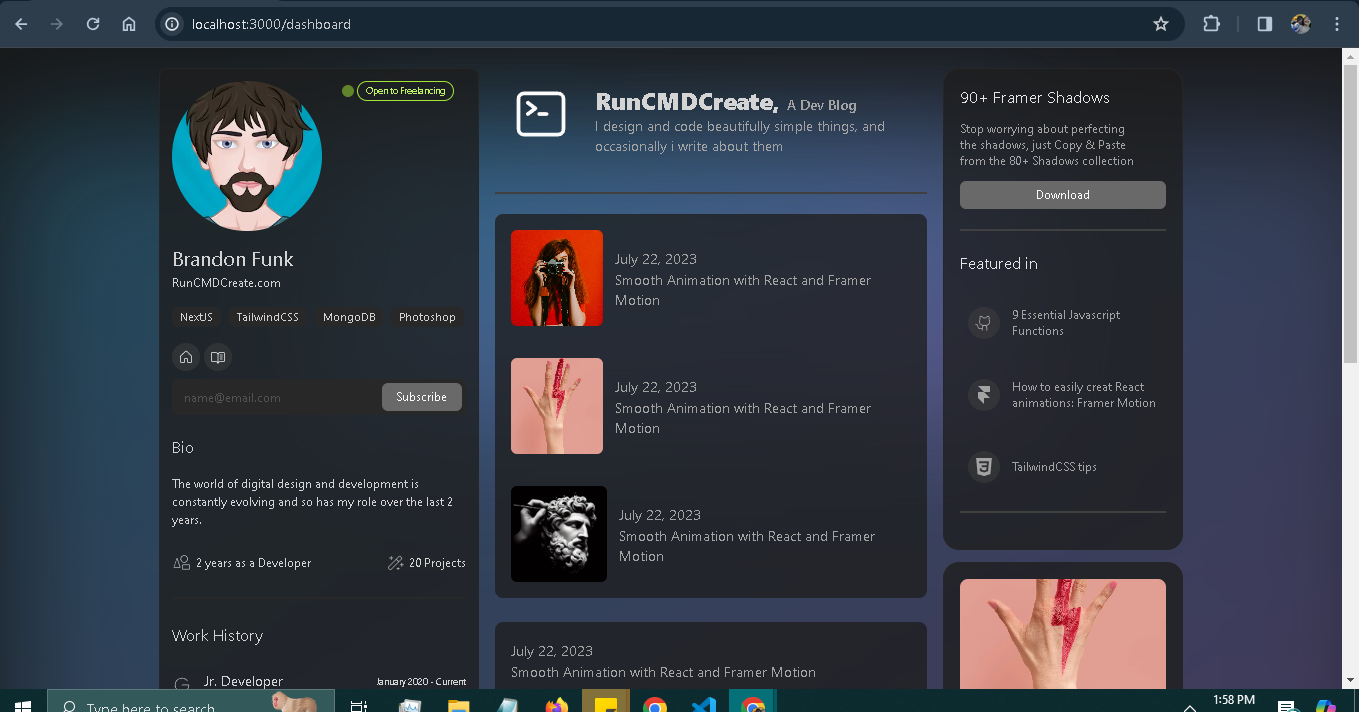 localhost:3000/dashboard
Open to Freelancing
Brandon Funk
RunCMDCreate.com
NextJS TailwindCSS MongoDB Photoshop
name@email.com Subscribe
Bio
The world of digital design and development is
constantly evolving and so has my role over the last 2
years.
2 years as a Developer 20 Projects
Work History
Jr. Developer January 2020 - Current
RunCMDCreate, A Dev Blog
I design and code beautifully simple things, and
occasionally i write about them
July 22, 2023
Smooth Animation with React and Framer
Motion
July 22, 2023
Smooth Animation with React and Framer
Motion
July 22, 2023
Smooth Animation with React and Framer
Motion
July 22, 2023
Smooth Animation with React and Framer Motion
90+ Framer Shadows
Stop worrying about perfecting
the shadows, just Copy & Paste
from the 80+ Shadows collection
Download
Featured in
9 Essential Javascript
Functions
How to easily creat React
animations: Framer Motion
TailwindCSS tips
Type here to search
1:58 PM